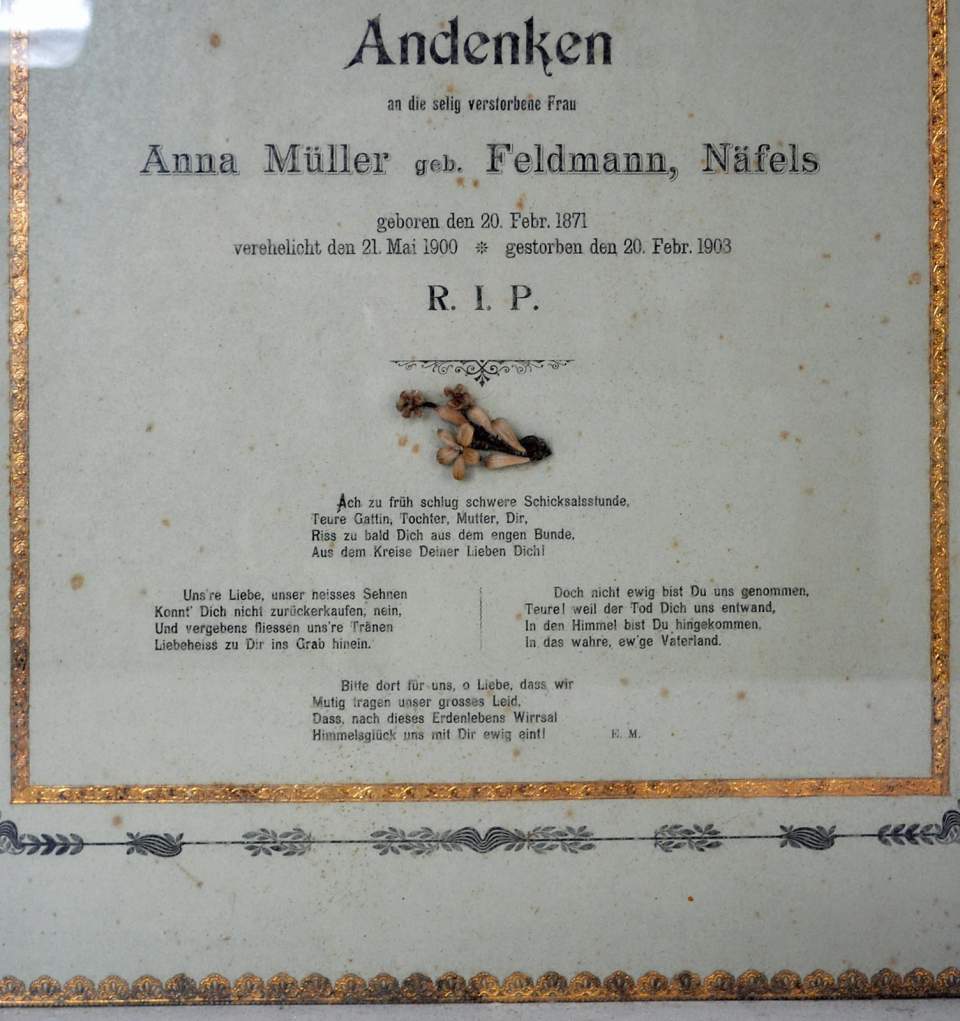 Andenken
an die selig verstorbene Frau
Anna Müller geb. Feldmann, Näfels
geboren den 20. Febr. 1871
verehelicht den 21. Mai 1900 ❊ gestorben den 20. Febr. 1903
R. I. P.
Ach zu früh schlug schwere Schicksalsstunde,
Teure Gattin, Tochter, Mutter, Dir,
Riss zu bald Dich aus dem engen Bunde,
Aus dem Kreise Deiner Lieben Dich!
Uns're Liebe, unser heisses Sehnen
Konnt' Dich nicht zurückerkaufen, nein,
Und vergebens fliessen uns're Tränen
Liebeheiss zu Dir ins Grab hinein.
Doch nicht ewig bist Du uns genommen,
Teure! weil der Tod Dich uns entwand,
In den Himmel bist Du hingekommen,
In das wahre, ew'ge Vaterland.
Bitte dort für uns, o Liebe, dass wir
Mutig tragen unser grosses Leid,
Dass, nach dieses Erdenlebens Wirrsal
Himmelsglück uns mit Dir ewig eint! E. M.